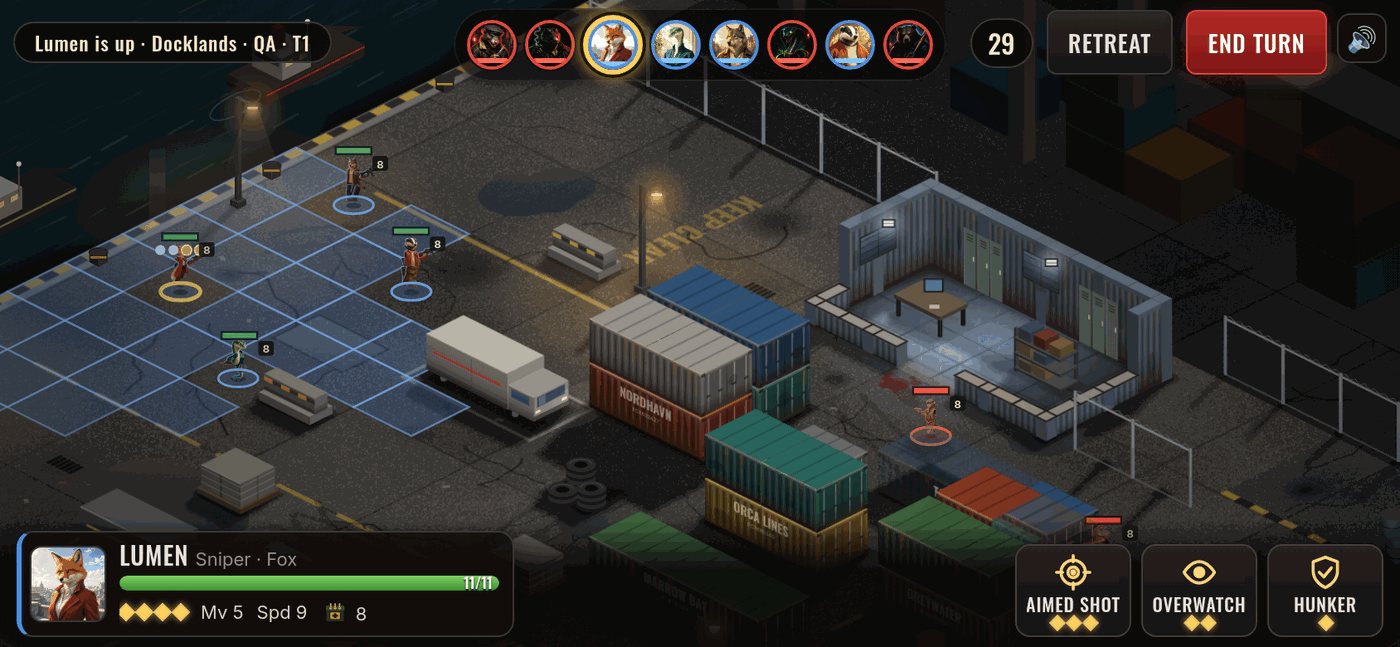 Lumen is up · Docklands · QA · T1
29
RETREAT
END TURN
8
8
8
8
KEEP CLEAR
NORDHAVN
8
ORCA LINES
8
LUMEN Sniper · Fox
11/11
Mv 5 Spd 9 8
AIMED SHOT
OVERWATCH
HUNKER